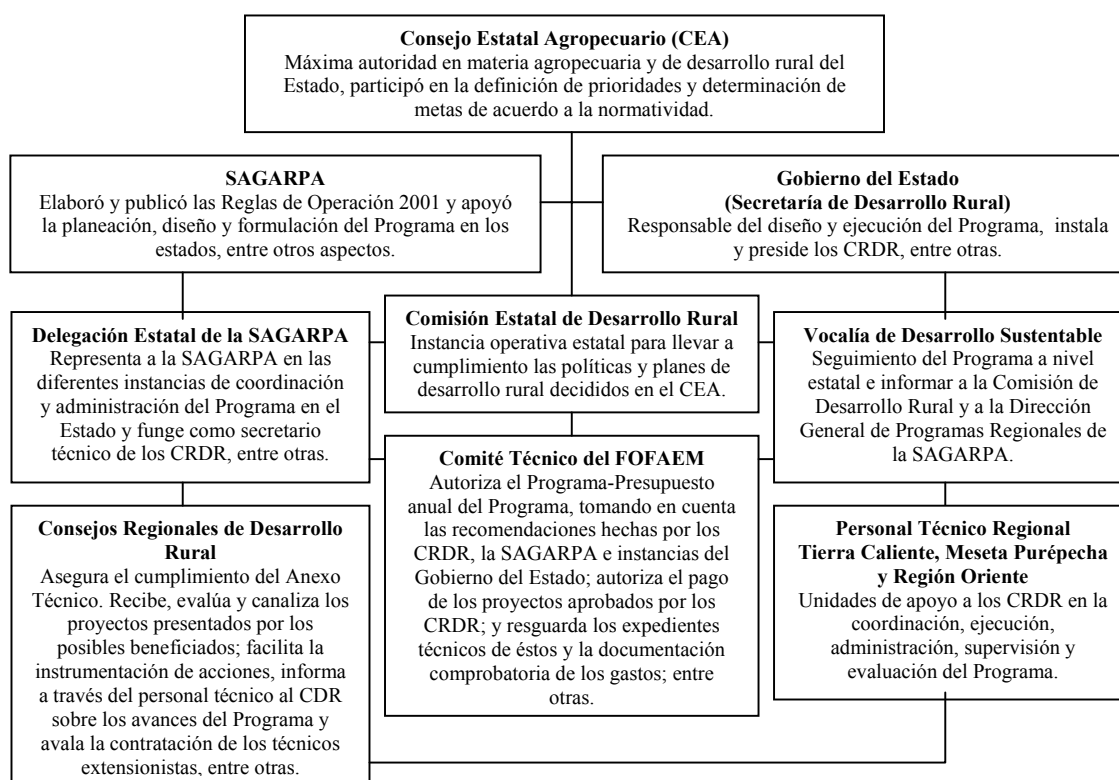 Consejo Estatal Agropecuario (CEA)
Máxima autoridad en materia agropecuaria y de desarrollo rural del
Estado, participó en la definición de prioridades y determinación de
metas de acuerdo a la normatividad.
SAGARPA
Elaboró y publicó las Reglas de Operación 2001 y apoyó
la planeación, diseño y formulación del Programa en los
estados, entre otros aspectos.
Gobierno del Estado
(Secretaría de Desarrollo Rural)
Responsable del diseño y ejecución del Programa, instala
y preside los CRDR, entre otras.
Delegación Estatal de la SAGARPA
Representa a la SAGARPA en las
diferentes instancias de coordinación
y administración del Programa en el
Estado y funge como secretario
técnico de los CRDR, entre otras.
Comisión Estatal de Desarrollo Rural
Instancia operativa estatal para llevar a
cumplimiento las políticas y planes de
desarrollo rural decididos en el CEA.
Vocalía de Desarrollo Sustentable
Seguimiento del Programa a nivel
estatal e informar a la Comisión de
Desarrollo Rural y a la Dirección
General de Programas Regionales de
la SAGARPA.
Comité Técnico del FOFAEM
Autoriza el Programa-Presupuesto
anual del Programa, tomando en cuenta
las recomendaciones hechas por los
CRDR, la SAGARPA e instancias del
Gobierno del Estado; autoriza el pago
de los proyectos aprobados por los
CRDR; y resguarda los expedientes
técnicos de éstos y la documentación
comprobatoria de los gastos; entre
otras.
Consejos Regionales de Desarrollo
Rural
Asegura el cumplimiento del Anexo
Técnico. Recibe, evalúa y canaliza los
proyectos presentados por los
posibles beneficiados; facilita la
instrumentación de acciones, informa
a través del personal técnico al CDR
sobre los avances del Programa y
avala la contratación de los técnicos
extensionistas, entre otras.
Personal Técnico Regional
Tierra Caliente, Meseta Purépecha
y Región Oriente
Unidades de apoyo a los CRDR en la
coordinación, ejecución,
administración, supervisión y
evaluación del Programa.